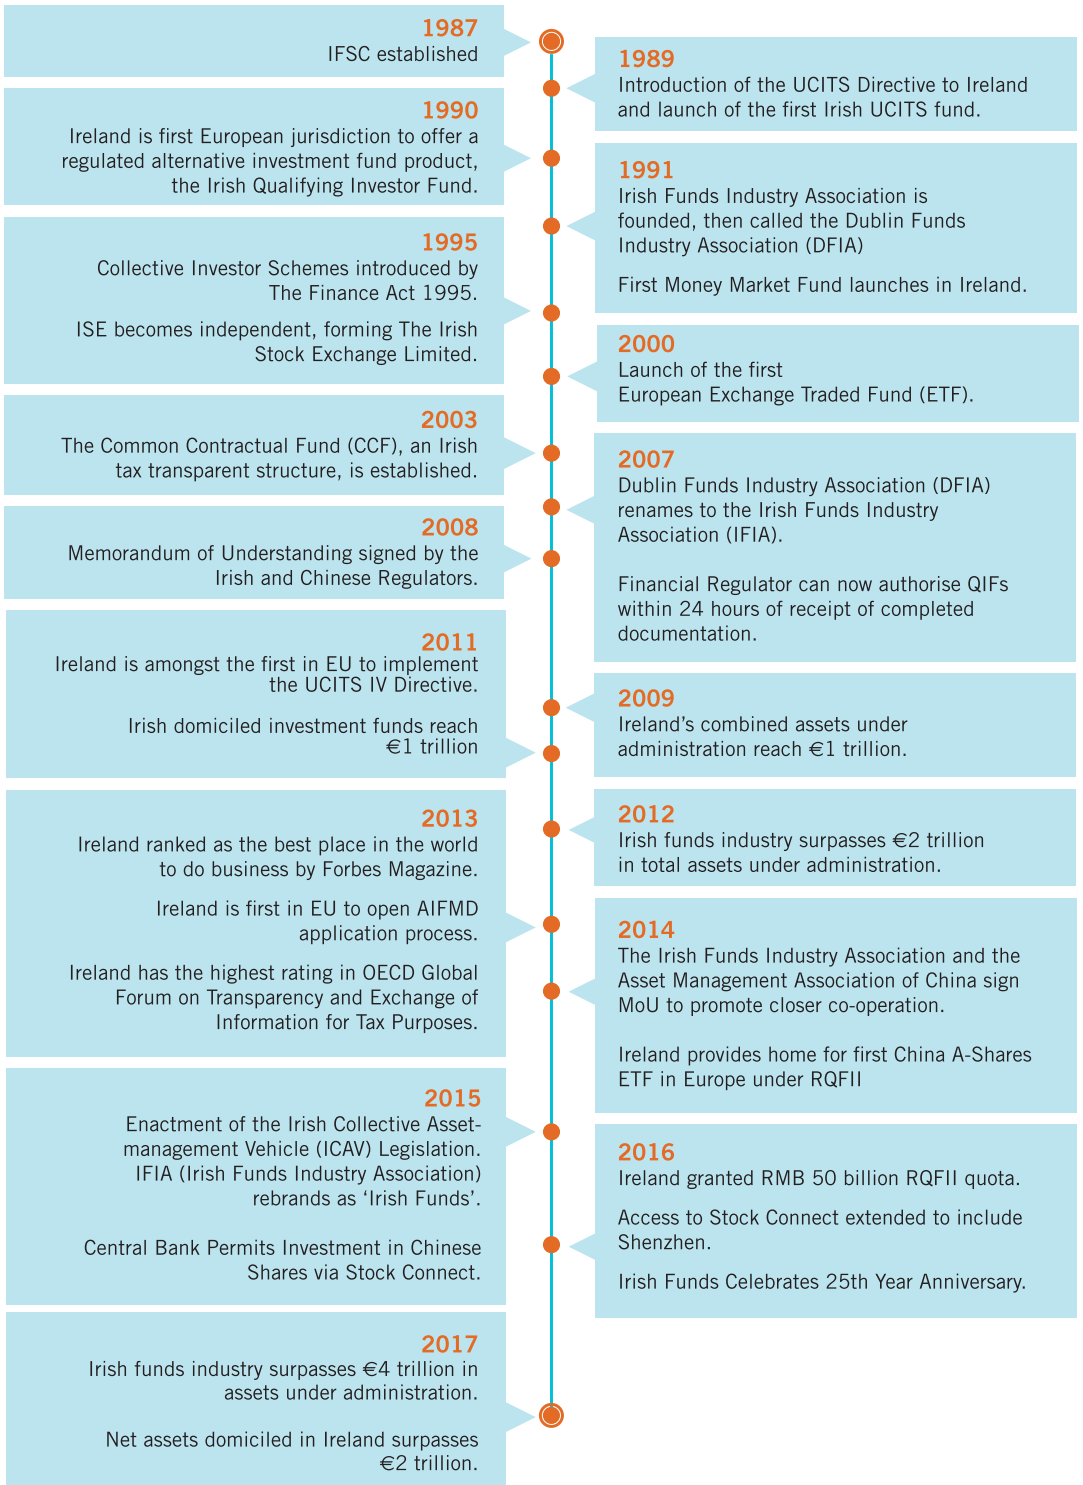 1987
IFSC established
1989
Introduction of the UCITS Directive to Ireland
and launch of the first Irish UCITS fund.
1990
Ireland is first European jurisdiction to offer a
regulated alternative investment fund product,
the Irish Qualifying Investor Fund.
1991
Irish Funds Industry Association is
founded, then called the Dublin Funds
Industry Association (DFIA)
First Money Market Fund launches in Ireland.
1995
Collective Investor Schemes introduced by
The Finance Act 1995.
ISE becomes independent, forming The Irish
Stock Exchange Limited.
2000
Launch of the first
European Exchange Traded Fund (ETF).
2003
The Common Contractual Fund (CCF), an Irish
tax transparent structure, is established.
2007
Dublin Funds Industry Association (DFIA)
renames to the Irish Funds Industry
Association (IFIA).
Financial Regulator can now authorise QIFs
within 24 hours of receipt of completed
documentation.
2008
Memorandum of Understanding signed by the
Irish and Chinese Regulators.
2009
Ireland's combined assets under
administration reach €1 trillion.
2011
Ireland is amongst the first in EU to implement
the UCITS IV Directive.
Irish domiciled investment funds reach
€1 trillion
2012
Irish funds industry surpasses €2 trillion
in total assets under administration.
2013
Ireland ranked as the best place in the world
to do business by Forbes Magazine.
Ireland is first in EU to open AIFMD
application process.
Ireland has the highest rating in OECD Global
Forum on Transparency and Exchange of
Information for Tax Purposes.
2014
The Irish Funds Industry Association and the
Asset Management Association of China sign
MoU to promote closer co-operation.
Ireland provides home for first China A-Shares
ETF in Europe under RQFII
2015
Enactment of the Irish Collective Asset-
management Vehicle (ICAV) Legislation.
IFIA (Irish Funds Industry Association)
rebrands as ‘Irish Funds’.
Central Bank Permits Investment in Chinese
Shares via Stock Connect.
2016
Ireland granted RMB 50 billion RQFII quota.
Access to Stock Connect extended to include
Shenzhen.
Irish Funds Celebrates 25th Year Anniversary.
2017
Irish funds industry surpasses €4 trillion in
assets under administration.
Net assets domiciled in Ireland surpasses
€2 trillion.